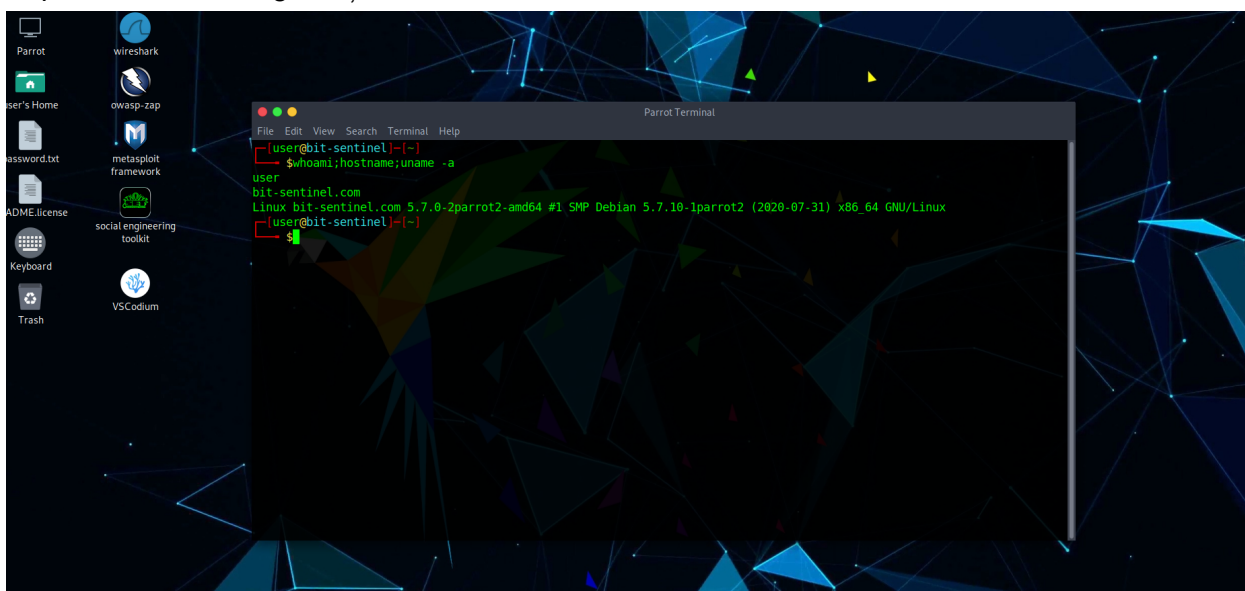 Parrot
wireshark
ser's Home
owasp-zap
assword.txt
metasploit
framework
ADME.license
social engineering
toolkit
Keyboard
VSCodium
Trash
Parrot Terminal
File Edit View Search Terminal Help
[user@bit-sentinel]-[~]
$whoami;hostname;uname -a
user
bit-sentinel.com
Linux bit-sentinel.com 5.7.0-2parrot2-amd64 #1 SMP Debian 5.7.10-1parrot2 (2020-07-31) x86_64 GNU/Linux
[user@bit-sentinel]-[~]
$